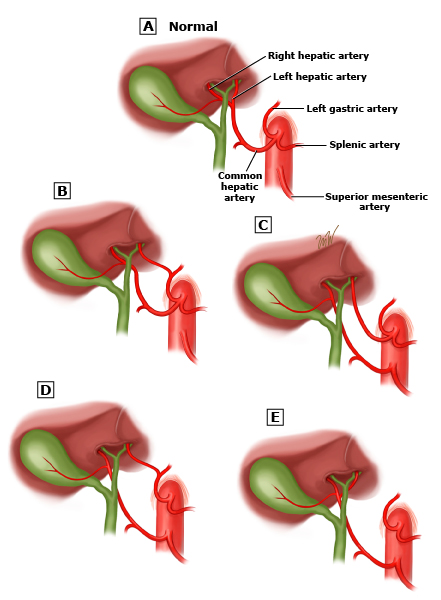 A Normal
Right hepatic artery
Left hepatic artery
Left gastric artery
Splenic artery
Common
hepatic
artery
Superior mesenteric
artery
B
C
D
E